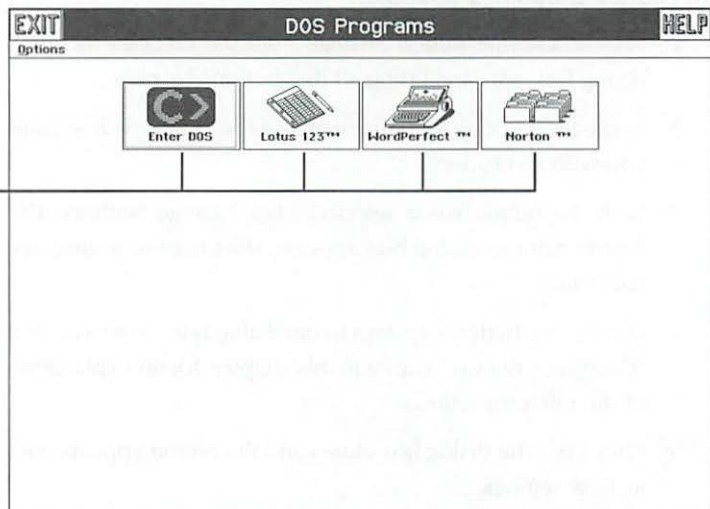 EXIT DOS Programs HELP
Options
C>
Enter DOS Lotus 123™ WordPerfect ™ Norton ™